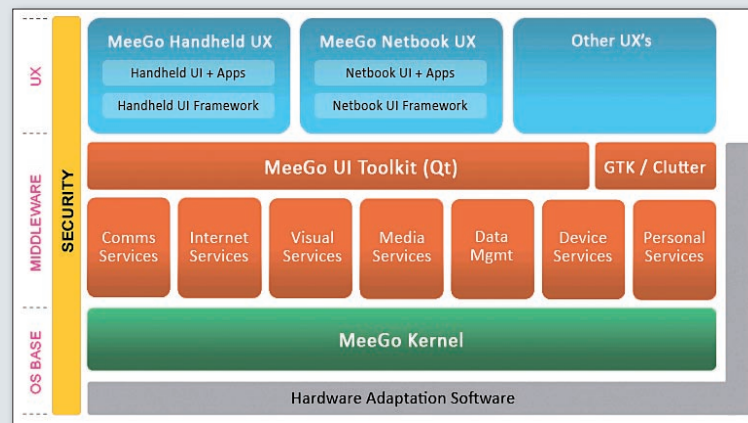 UX
MIDDLEWARE
OS BASE
SECURITY
MeeGo Handheld UX
Handheld UI + Apps
Handheld UI Framework
MeeGo Netbook UX
Netbook UI + Apps
Netbook UI Framework
Other UX's
MeeGo UI Toolkit (Qt)
GTK / Clutter
Comms
Services
Internet
Services
Visual
Services
Media
Services
Data
Mgmt
Device
Services
Personal
Services
MeeGo Kernel
Hardware Adaptation Software